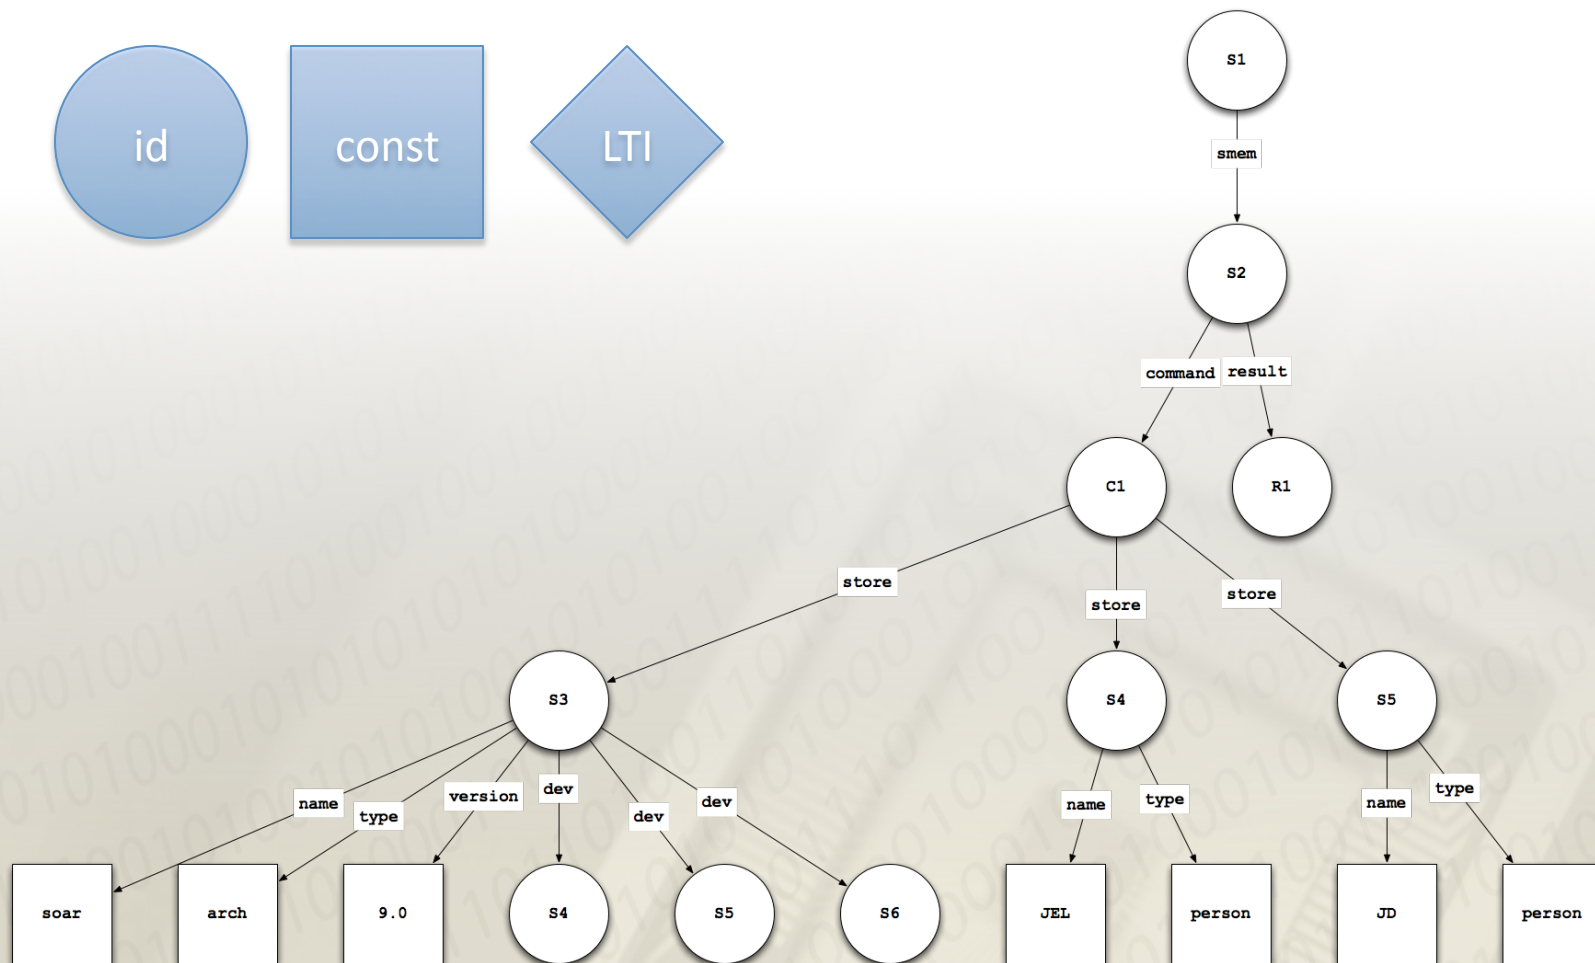 id
const
LTI
S1
smem
S2
command
result
C1
R1
store
store
store
S3
S4
S5
name
type
version
dev
dev
dev
name
type
name
type
soar
arch
9.0
S4
S5
S6
JEL
person
JD
person